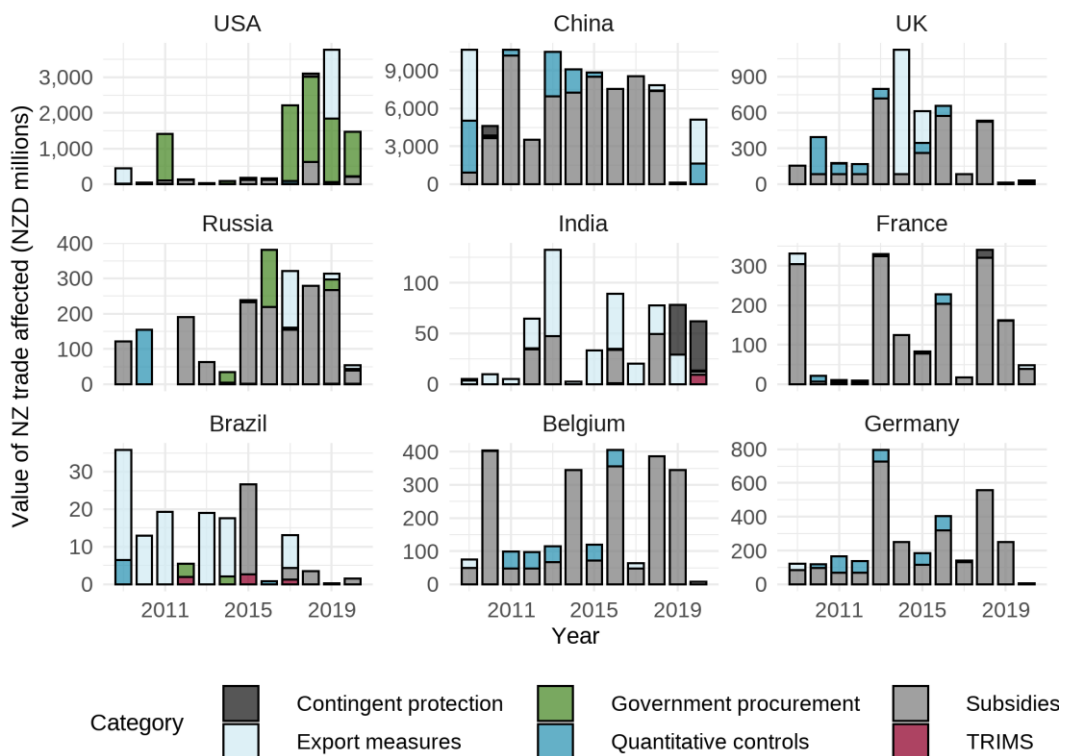 USA
China
UK
3,000
2,000
1,000
0
9,000
6,000
3,000
0
900
600
300
0
Russia
India
France
400
300
200
100
0
100
50
0
300
200
100
0
Brazil
Belgium
Germany
30
20
10
0
400
300
200
100
0
800
600
400
200
0
2011 2015 2019
2011 2015 2019
2011 2015 2019
Value of NZ trade affected (NZD millions)
Year
Category
Contingent protection
Government procurement
Subsidies
Export measures
Quantitative controls
TRIMS